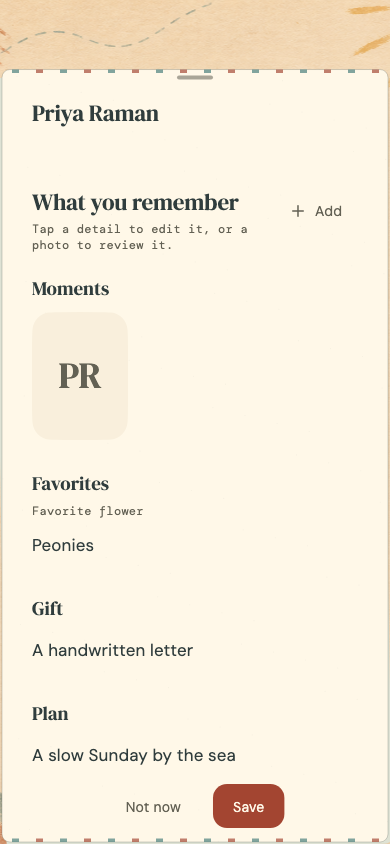 Priya Raman
What you remember
+ Add
Tap a detail to edit it, or a
photo to review it.
Moments
PR
Favorites
Favorite flower
Peonies
Gift
A handwritten letter
Plan
A slow Sunday by the sea
Not now
Save